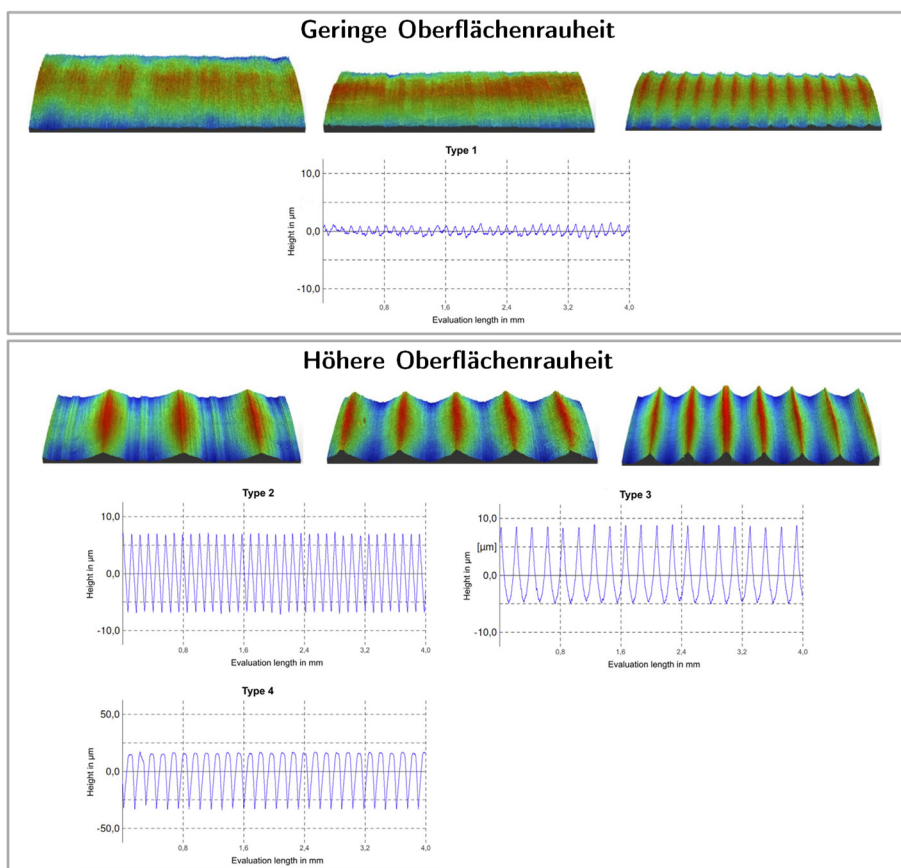 Geringe Oberflächenrauheit
Type 1
10,0
0,0
-10,0
Height in µm
0,8
1,6
2,4
3,2
4,0
Evaluation length in mm
Höhere Oberflächenrauheit
Type 2
10,0
0,0
-10,0
Height in µm
0,8
1,6
2,4
3,2
4,0
Evaluation length in mm
Type 3
10,0
[µm]
0,0
-10,0
Height in µm
0,8
1,6
2,4
3,2
4,0
Evaluation length in mm
Type 4
50,0
0,0
-50,0
Height in µm
0,8
1,6
2,4
3,2
4,0
Evaluation length in mm